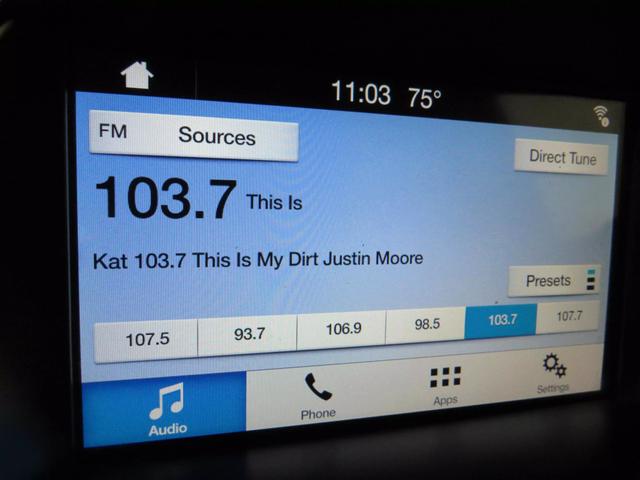 11:03 75°
FM Sources
Direct Tune
103.7 This Is
Kat 103.7 This Is My Dirt Justin Moore
Presets
107.5 93.7 106.9 98.5 103.7 107.7
Audio Phone Apps Settings